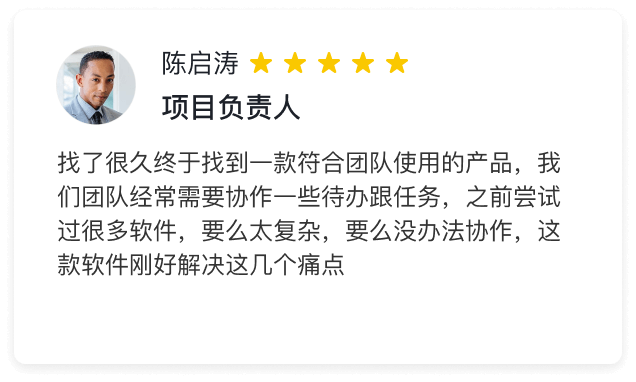 陈启涛
项目负责人
找了很久终于找到一款符合团队使用的产品，我
们团队经常需要协作一些待办跟任务，之前尝试
过很多软件，要么太复杂，要么没办法协作，这
款软件刚好解决这几个痛点